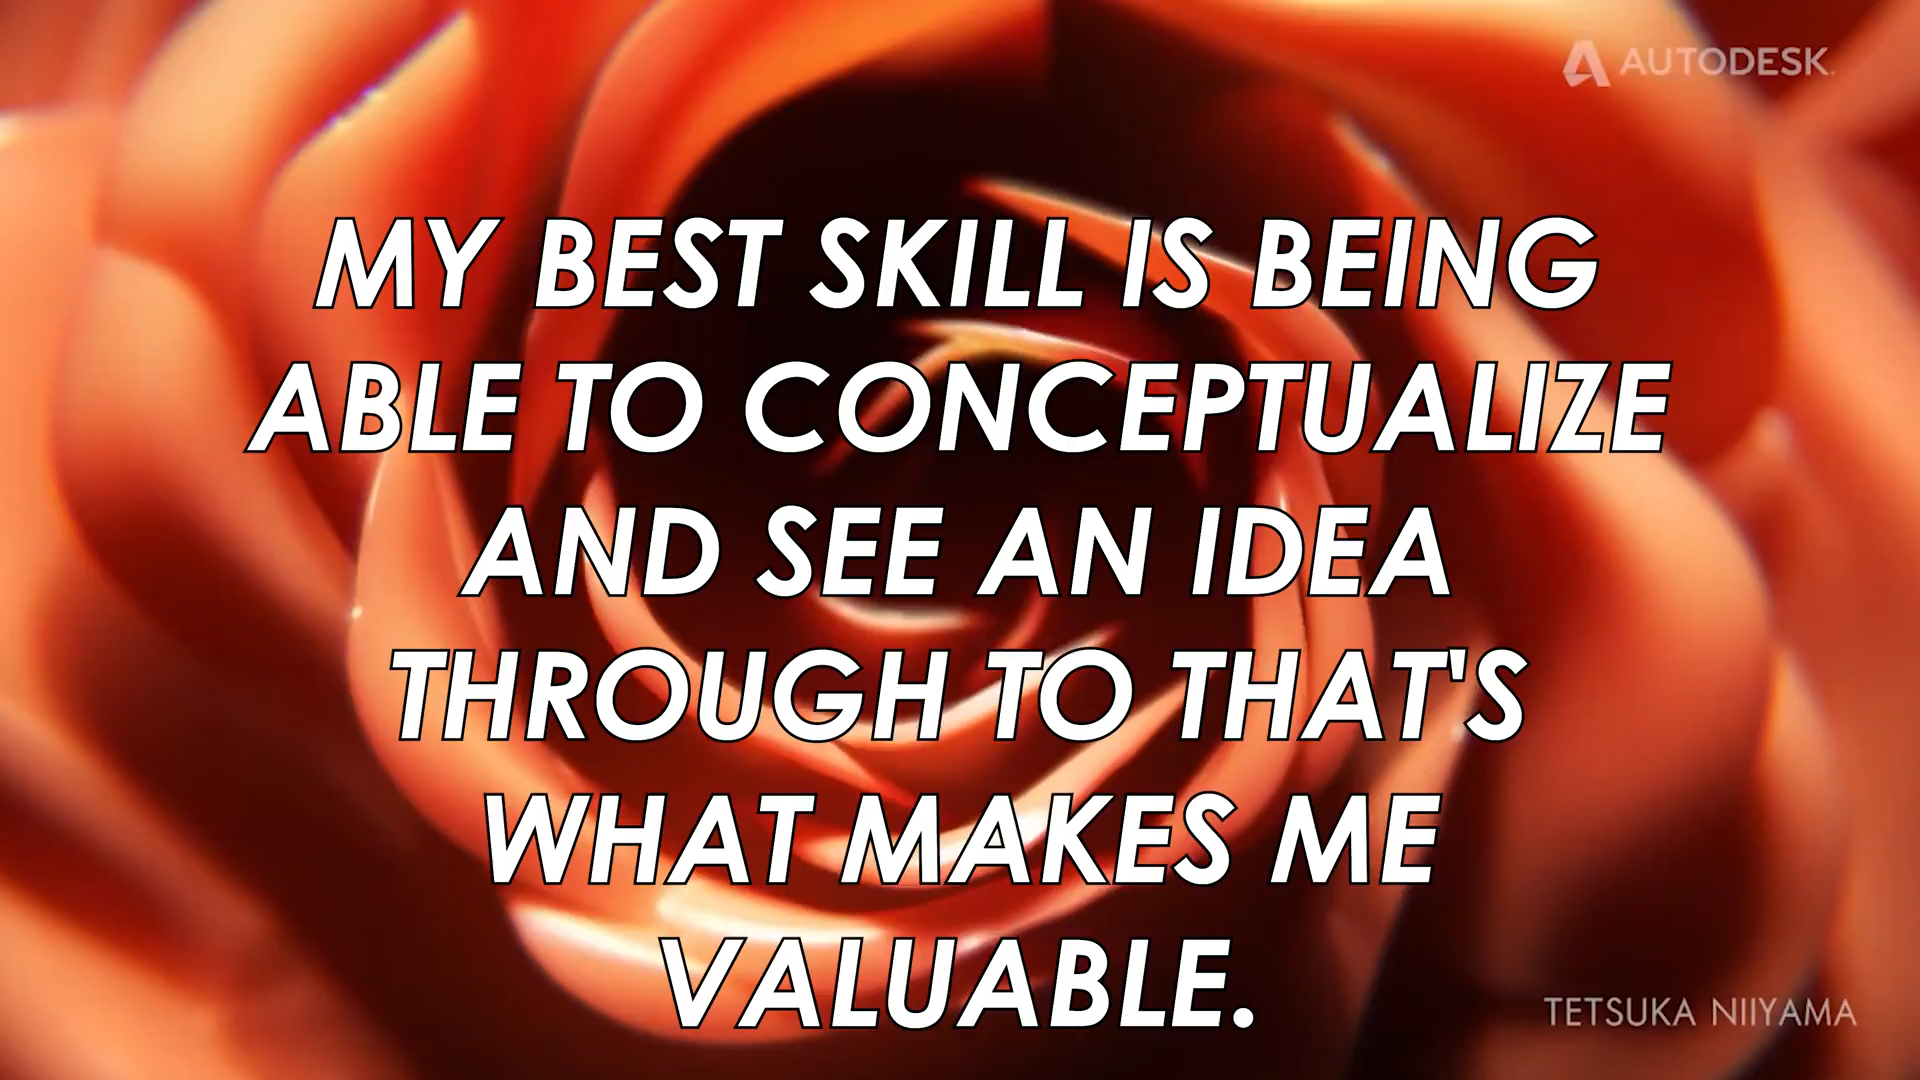 AUTODESK.
MY BEST SKILL IS BEING
ABLE TO CONCEPTUALIZE
AND SEE AN IDEA
THROUGH TO THAT'S
WHAT MAKES ME
VALUABLE.
TETSUKA NIIYAMA